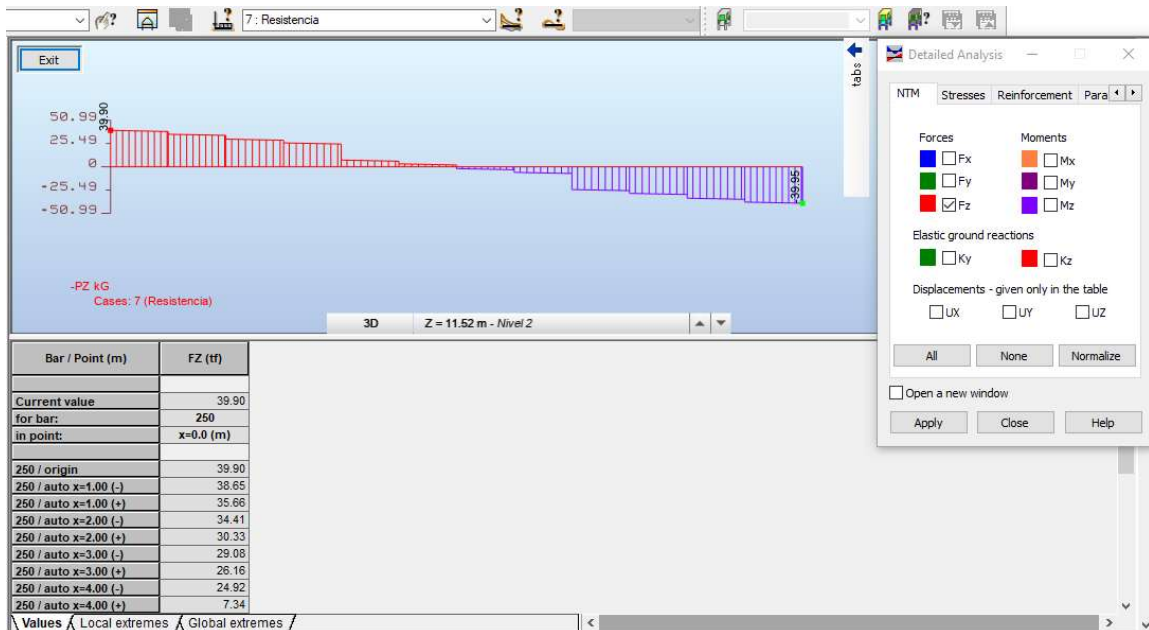 7 : Resistencia
Exit
tabs
50.99
25.49
0
-25.49
-50.99
39.90
-39.95
-PZ kG
Cases: 7 (Resistencia)
3D Z = 11.52 m - Nivel 2
Detailed Analysis
NTM Stresses Reinforcement Para
Forces Moments
Fx Mx
Fy My
Fz Mz
Elastic ground reactions
Ky Kz
Displacements - given only in the table
UX UY UZ
All None Normalize
Open a new window
Apply Close Help
Bar / Point (m) FZ (tf)
Current value 39.90
for bar: 250
in point: x=0.0 (m)
250 / origin 39.90
250 / auto x=1.00 (-) 38.65
250 / auto x=1.00 (+) 35.66
250 / auto x=2.00 (-) 34.41
250 / auto x=2.00 (+) 30.33
250 / auto x=3.00 (-) 29.08
250 / auto x=3.00 (+) 26.16
250 / auto x=4.00 (-) 24.92
250 / auto x=4.00 (+) 7.34
Values Local extremes Global extremes